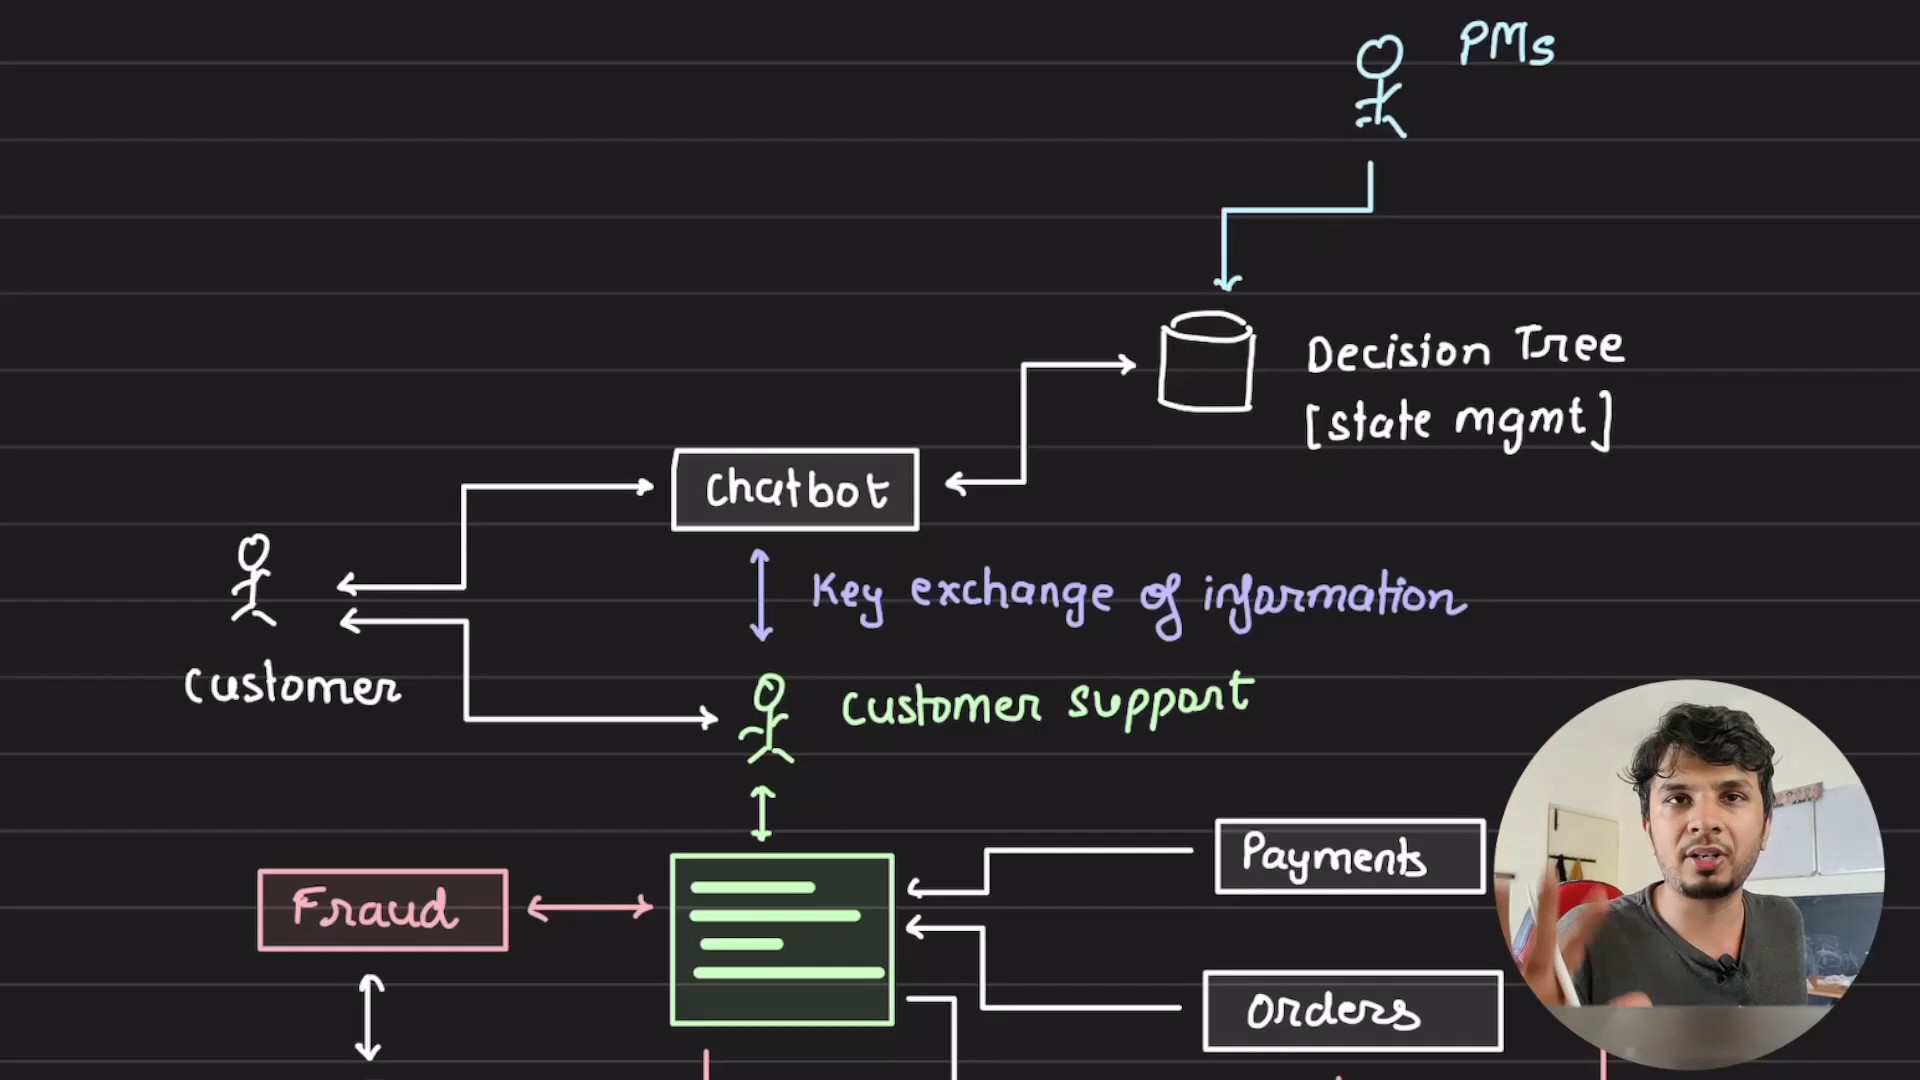 PMs
Decision Tree
[state mgmt]
Chatbot
Key exchange of information
Customer
Customer support
Payments
Fraud
Orders